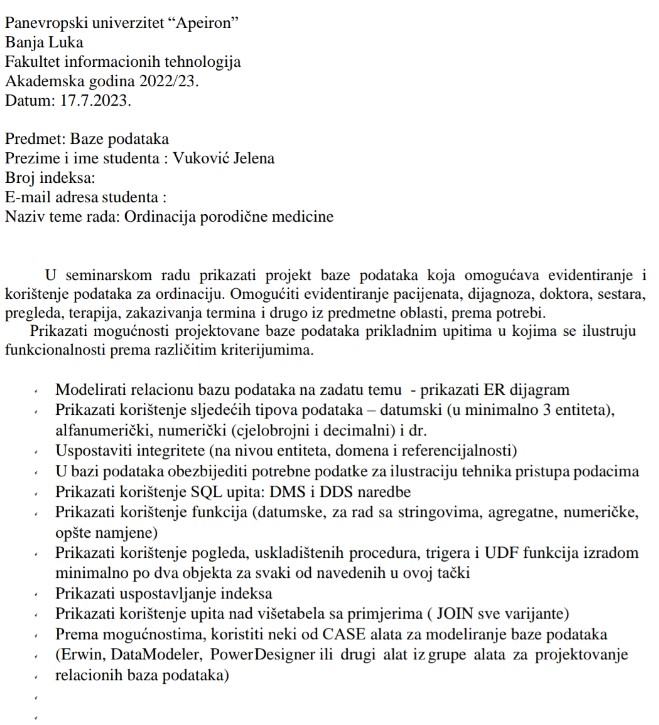 Panevropski univerzitet “Apeiron”
Banja Luka
Fakultet informacionih tehnologija
Akademska godina 2022/23.
Datum: 17.7.2023.
Predmet: Baze podataka
Prezime i ime studenta : Vuković Jelena
Broj indeksa:
E-mail adresa studenta :
Naziv teme rada: Ordinacija porodične medicine
U seminarskom radu prikazati projekt baze podataka koja omogućava evidentiranje i
korištenje podataka za ordinaciju. Omogućiti evidentiranje pacijenata, dijagnoza, doktora, sestara,
pregleda, terapija, zakazivanja termina i drugo iz predmetne oblasti, prema potrebi.
Prikazati mogućnosti projektovane baze podataka prikladnim upitima u kojima se ilustruju
funkcionalnosti prema različitim kriterijumima.
Modelirati relacionu bazu podataka na zadatu temu - prikazati ER dijagram
Prikazati korištenje sljedećih tipova podataka – datumski (u minimalno 3 entiteta),
alfanumerički, numerički (cjelobrojni i decimalni) i dr.
Uspostaviti integritete (na nivou entiteta, domena i referencijalnosti)
U bazi podataka obezbijediti potrebne podatke za ilustraciju tehnika pristupa podacima
Prikazati korištenje SQL upita: DMS i DDS naredbe
Prikazati korištenje funkcija (datumske, za rad sa stringovima, agregatne, numeričke,
opšte namjene)
Prikazati korištenje pogleda, uskladištenih procedura, trigera i UDF funkcija izradom
minimalno po dva objekta za svaki od navedenih u ovoj tački
Prikazati uspostavljanje indeksa
Prikazati korištenje upita nad višetabela sa primjerima ( JOIN sve varijante)
Prema mogućnostima, koristiti neki od CASE alata za modeliranje baze podataka
(Erwin, DataModeler, PowerDesigner ili drugi alat iz grupe alata za projektovanje
relacionih baza podataka)